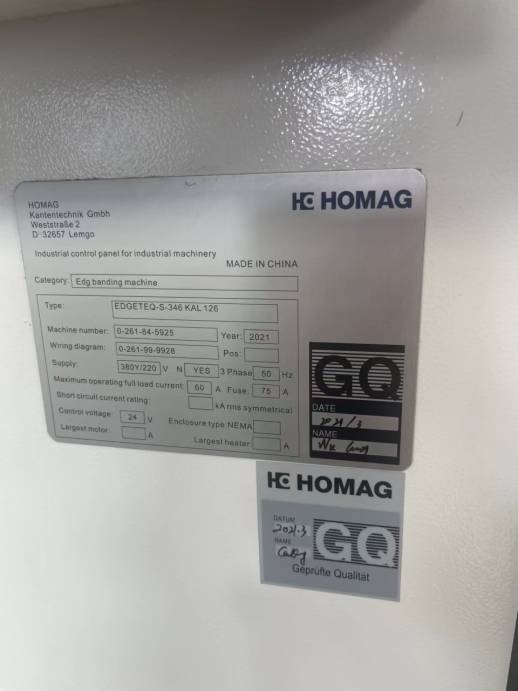 HOMAG
Kantentechnik Gmbh
Weststraße 2
D-32657 Lemgo
HOMAG
Industrial control panel for industrial machinery
MADE IN CHINA
Category: Edg banding machine
Type: EDGETEQ-S-346 KAL 126
Machine number: 0-261-84-5925 Year: 2021
Wiring diagram: 0-261-99-9928 Pos:
Supply: 380Y/220 V N YES 3 Phase 50 Hz
Maximum operating full load current: 60 A Fuse: 75 A
Short circuit current rating: kA rms symmetrical
Control voltage: 24 V Enclosure type NEMA
Largest motor: A Largest heater: A
GQ
DATE
2021/3
NAME
HOMAG
DATUM
2021.3
NAME
GQ
Geprüfte Qualität